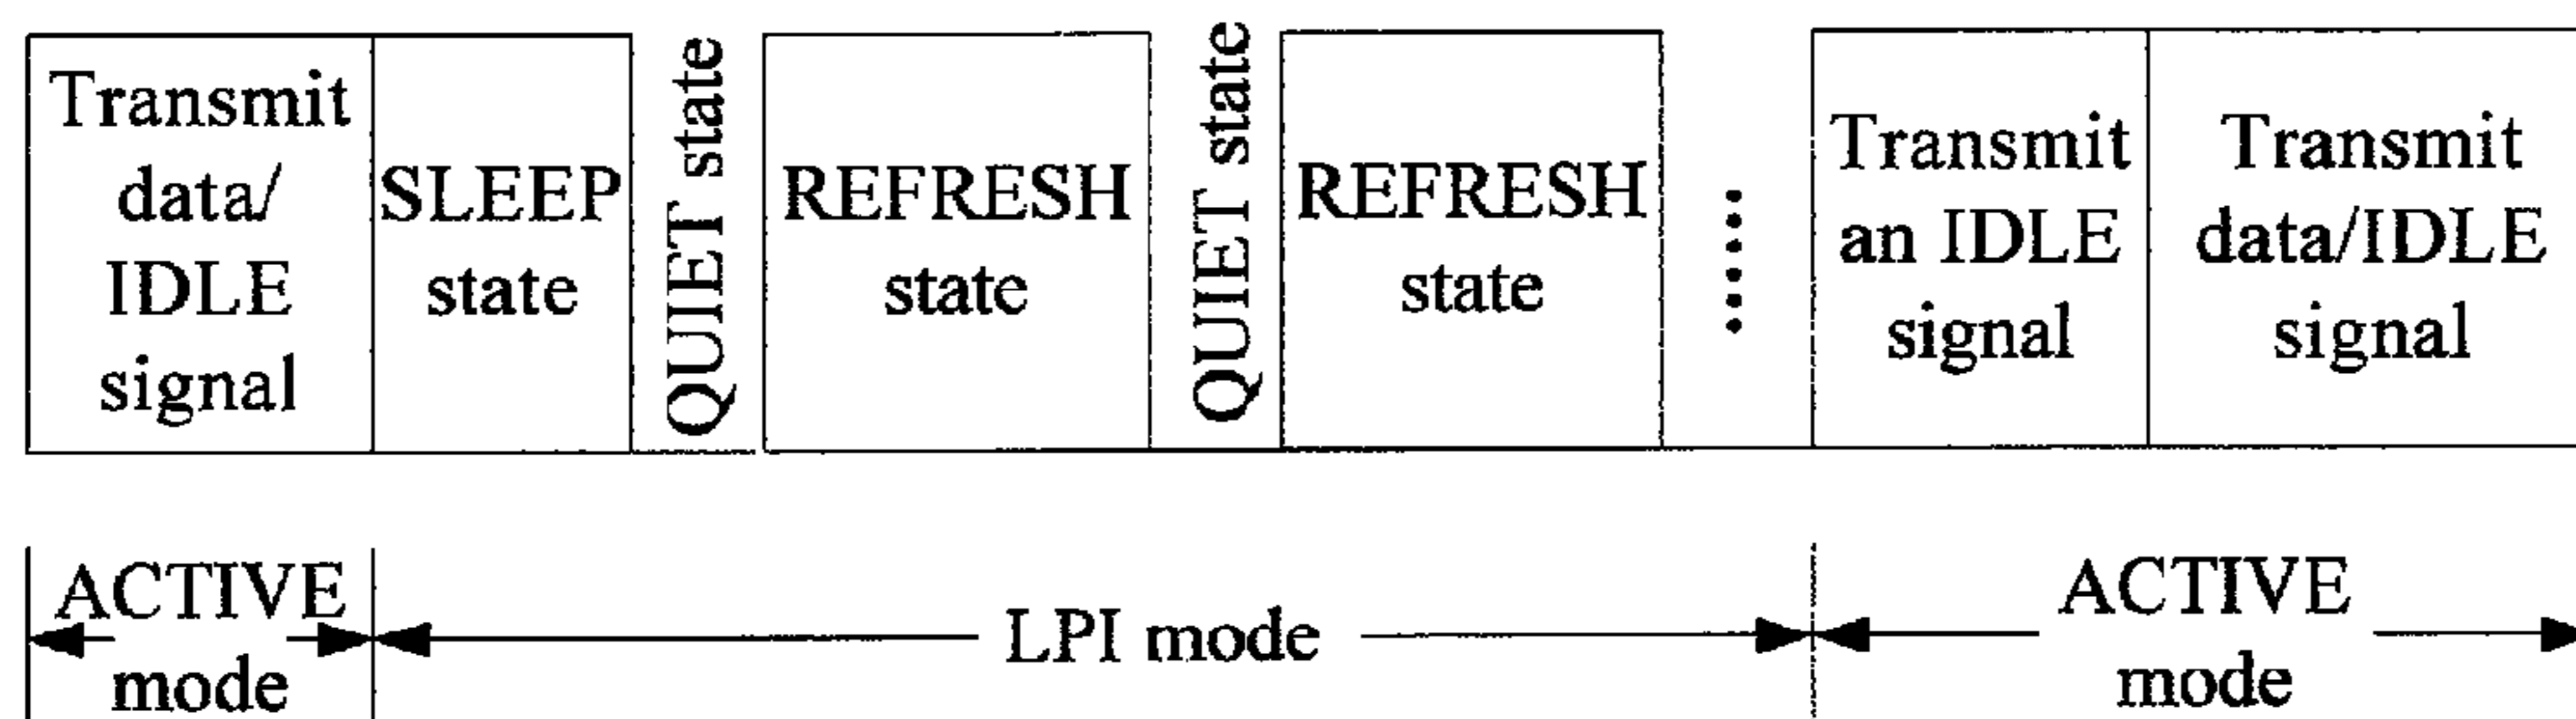 Transmit
data/
IDLE
signal
SLEEP
state
QUIET state
REFRESH
state
QUIET state
REFRESH
state
Transmit
an IDLE
signal
Transmit
data/IDLE
signal
ACTIVE
mode
LPI mode
ACTIVE
mode